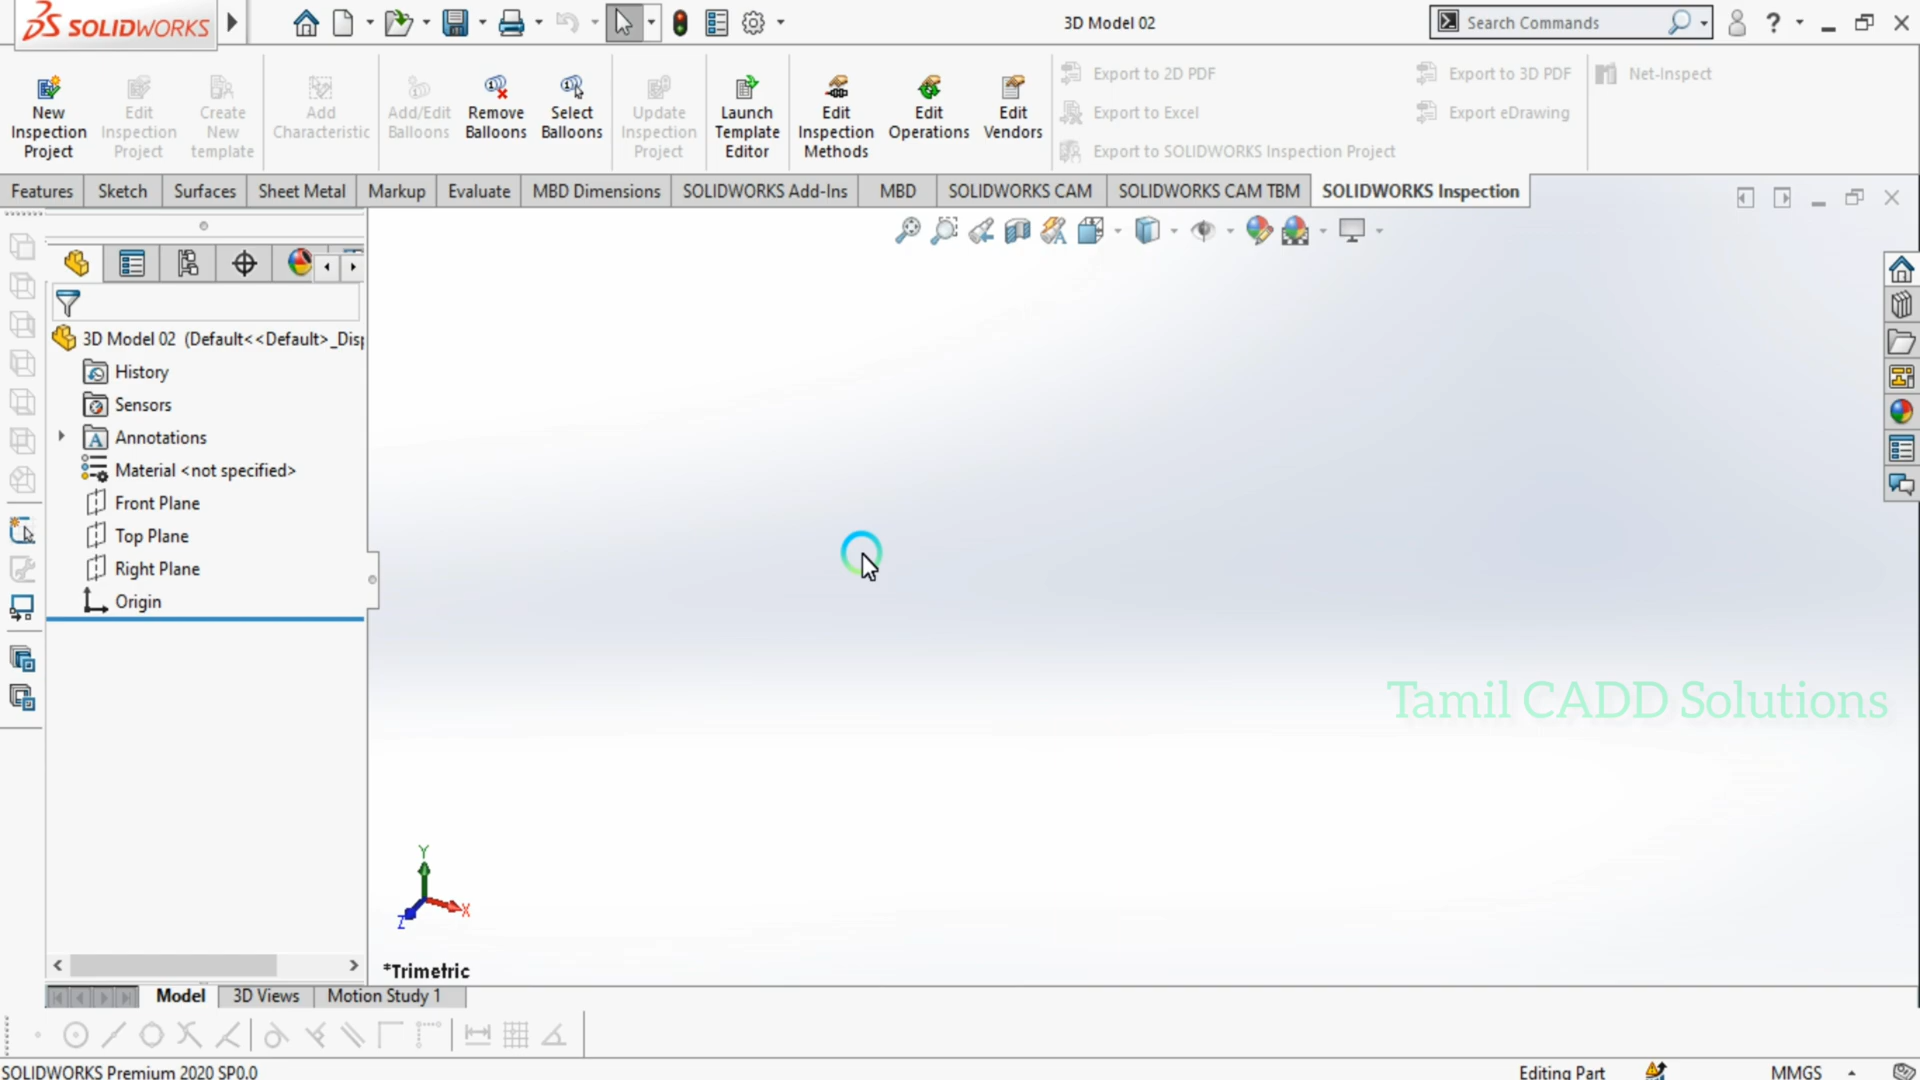 SOLIDWORKS
3D Model 02
Search Commands
?
New Inspection Project
Edit Inspection Project
Create New template
Add Characteristic
Add/Edit Balloons
Remove Balloons
Select Balloons
Update Inspection Project
Launch Template Editor
Edit Inspection Methods
Edit Operations
Edit Vendors
Export to 2D PDF
Export to Excel
Export to SOLIDWORKS Inspection Project
Export to 3D PDF
Export eDrawing
Net-Inspect
Features Sketch Surfaces Sheet Metal Markup Evaluate MBD Dimensions SOLIDWORKS Add-Ins MBD SOLIDWORKS CAM SOLIDWORKS CAM TBM SOLIDWORKS Inspection
3D Model 02 (Default<<Default>_Disp
History
Sensors
Annotations
Material <not specified>
Front Plane
Top Plane
Right Plane
Origin
Tamil CADD Solutions
Y
X
Z
*Trimetric
Model 3D Views Motion Study 1
SOLIDWORKS Premium 2020 SP0.0
Editing Part
MMGS